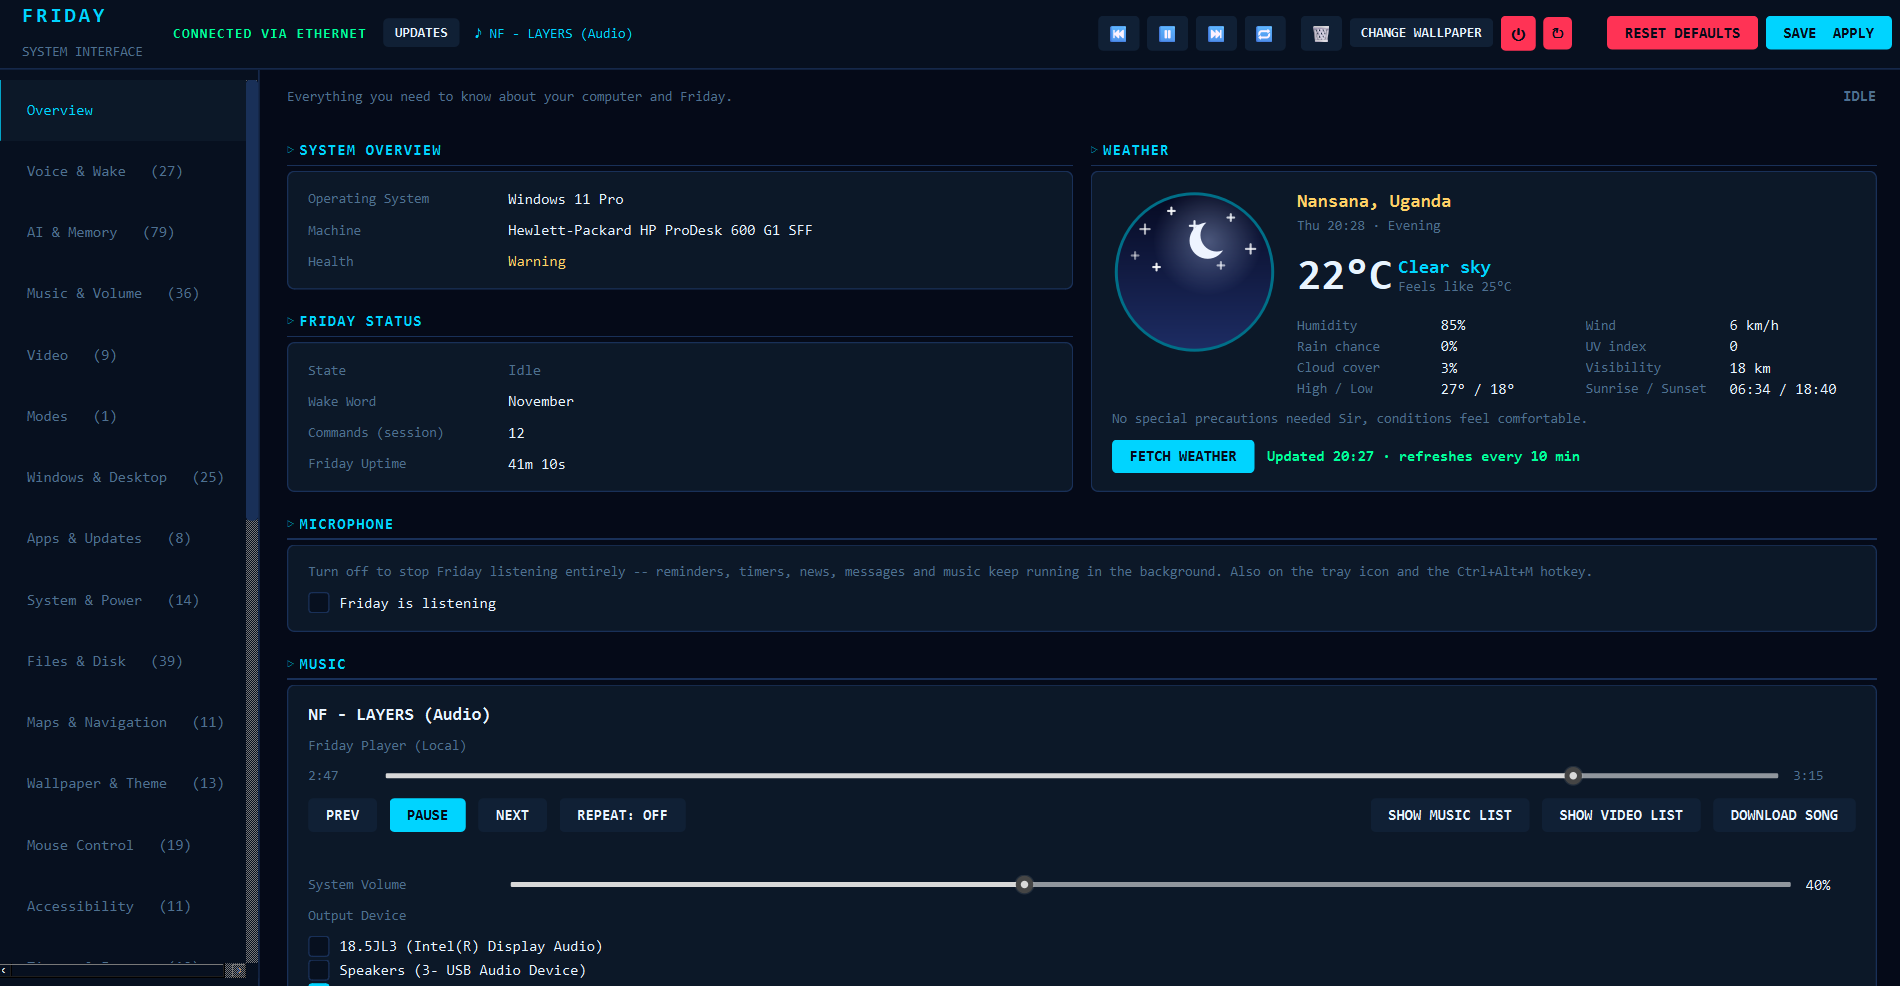 FRIDAY
SYSTEM INTERFACE
CONNECTED VIA ETHERNET
UPDATES
♪ NF - LAYERS (Audio)
CHANGE WALLPAPER
RESET DEFAULTS
SAVE APPLY
Overview
Voice & Wake (27)
AI & Memory (79)
Music & Volume (36)
Video (9)
Modes (1)
Windows & Desktop (25)
Apps & Updates (8)
System & Power (14)
Files & Disk (39)
Maps & Navigation (11)
Wallpaper & Theme (13)
Mouse Control (19)
Accessibility (11)
Everything you need to know about your computer and Friday.
IDLE
▷ SYSTEM OVERVIEW
Operating System Windows 11 Pro
Machine Hewlett-Packard HP ProDesk 600 G1 SFF
Health Warning
▷ FRIDAY STATUS
State Idle
Wake Word November
Commands (session) 12
Friday Uptime 41m 10s
▷ WEATHER
Nansana, Uganda
Thu 20:28 · Evening
22°C Clear sky
Feels like 25°C
Humidity 85% Wind 6 km/h
Rain chance 0% UV index 0
Cloud cover 3% Visibility 18 km
High / Low 27° / 18° Sunrise / Sunset 06:34 / 18:40
No special precautions needed Sir, conditions feel comfortable.
FETCH WEATHER Updated 20:27 · refreshes every 10 min
▷ MICROPHONE
Turn off to stop Friday listening entirely -- reminders, timers, news, messages and music keep running in the background. Also on the tray icon and the Ctrl+Alt+M hotkey.
Friday is listening
▷ MUSIC
NF - LAYERS (Audio)
Friday Player (Local)
2:47 3:15
PREV PAUSE NEXT REPEAT: OFF SHOW MUSIC LIST SHOW VIDEO LIST DOWNLOAD SONG
System Volume 40%
Output Device
18.5JL3 (Intel(R) Display Audio)
Speakers (3- USB Audio Device)